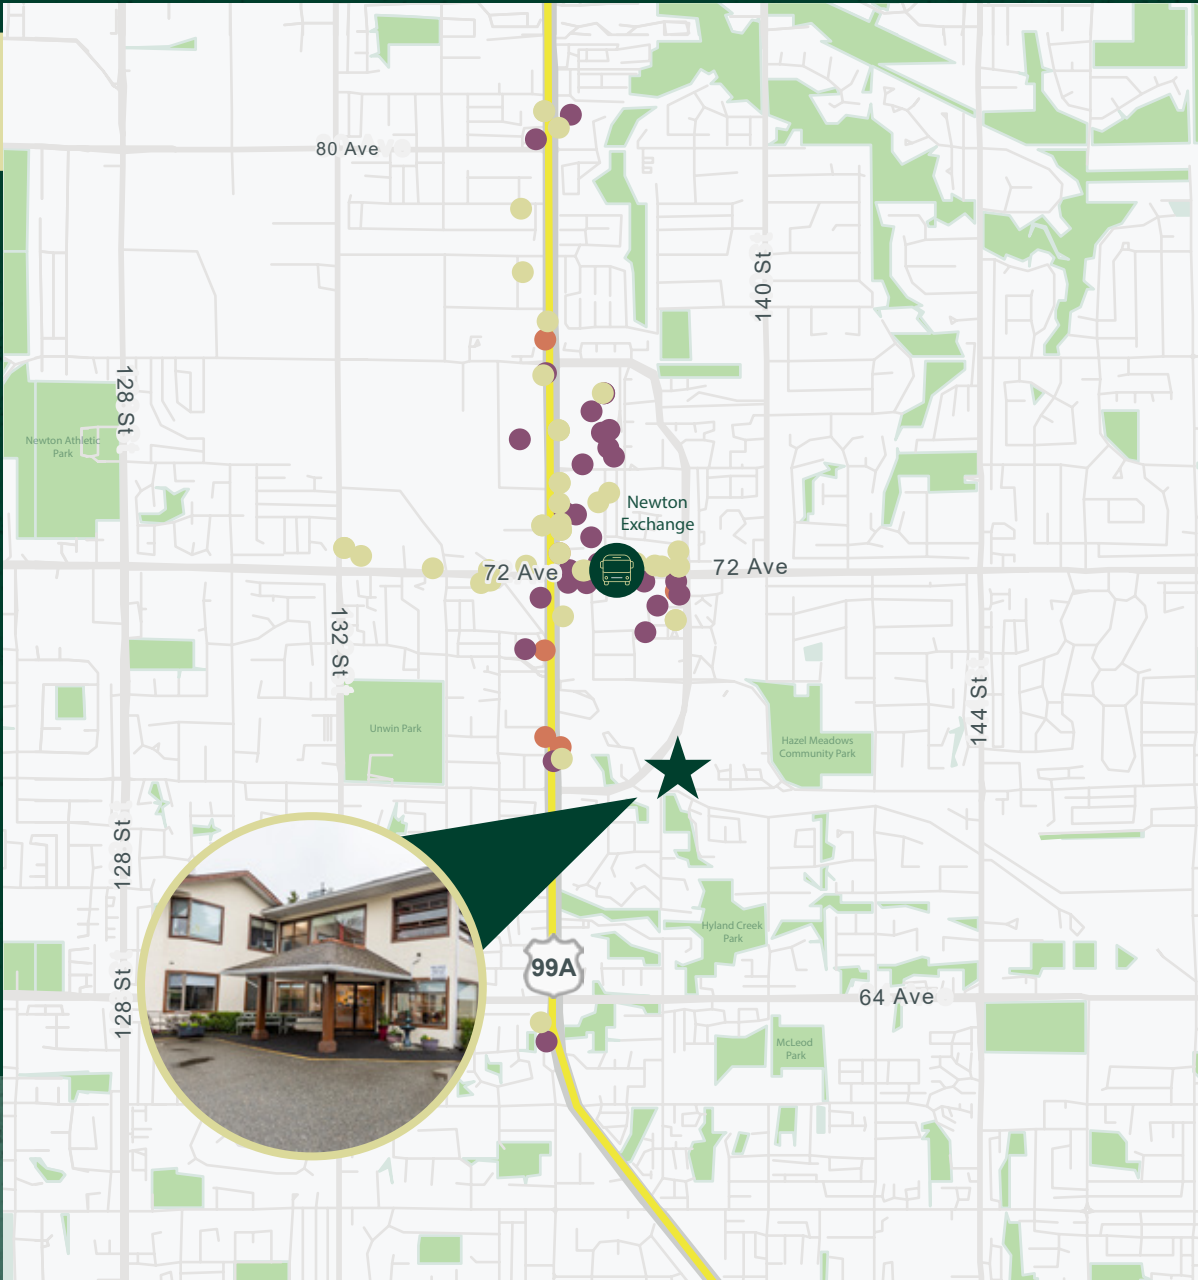 80 Ave
140 St
128 St
Newton Athletic
Park
Newton
Exchange
72 Ave
72 Ave
132 St
144 St
Unwin Park
Hazel Meadows
Community Park
128 St
Hyland Creek
Park
99A
128 St
64 Ave
McLeod
Park